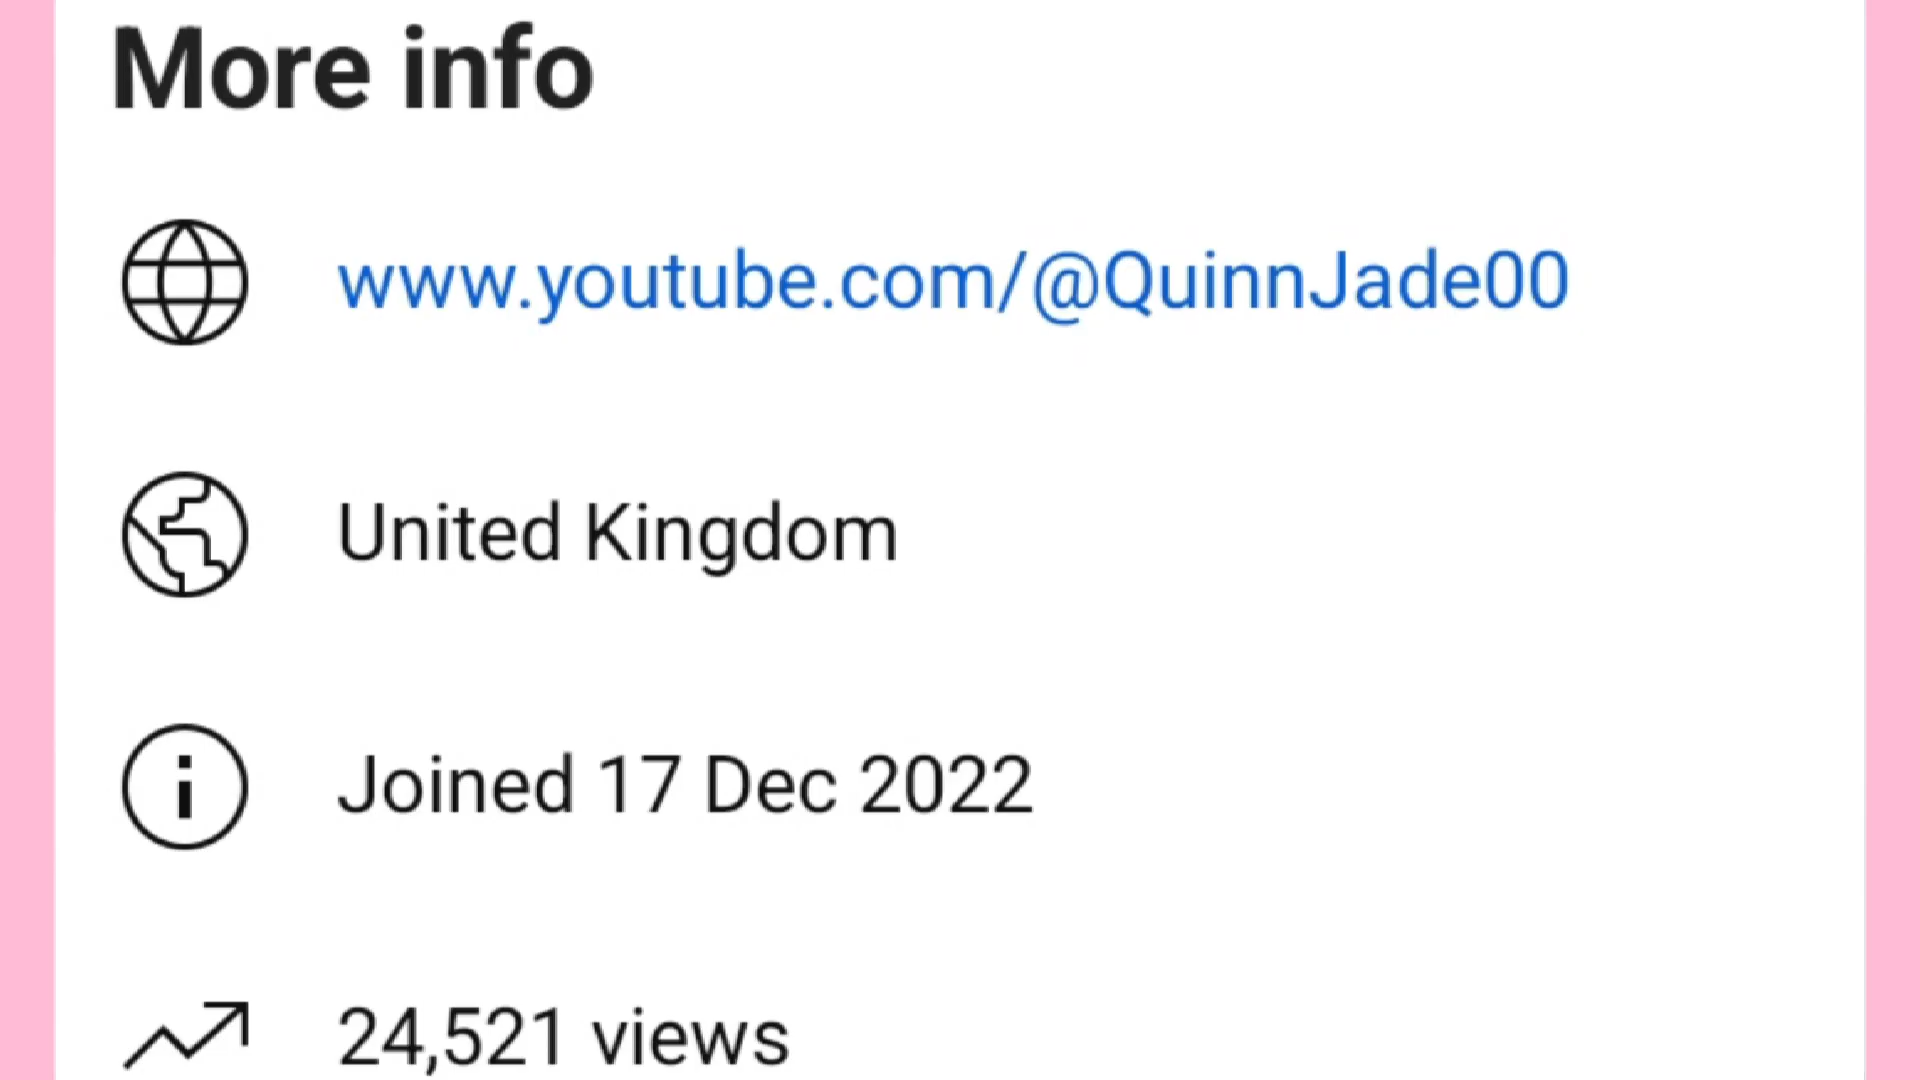 More info
www.youtube.com/@QuinnJade00
United Kingdom
Joined 17 Dec 2022
24,521 views